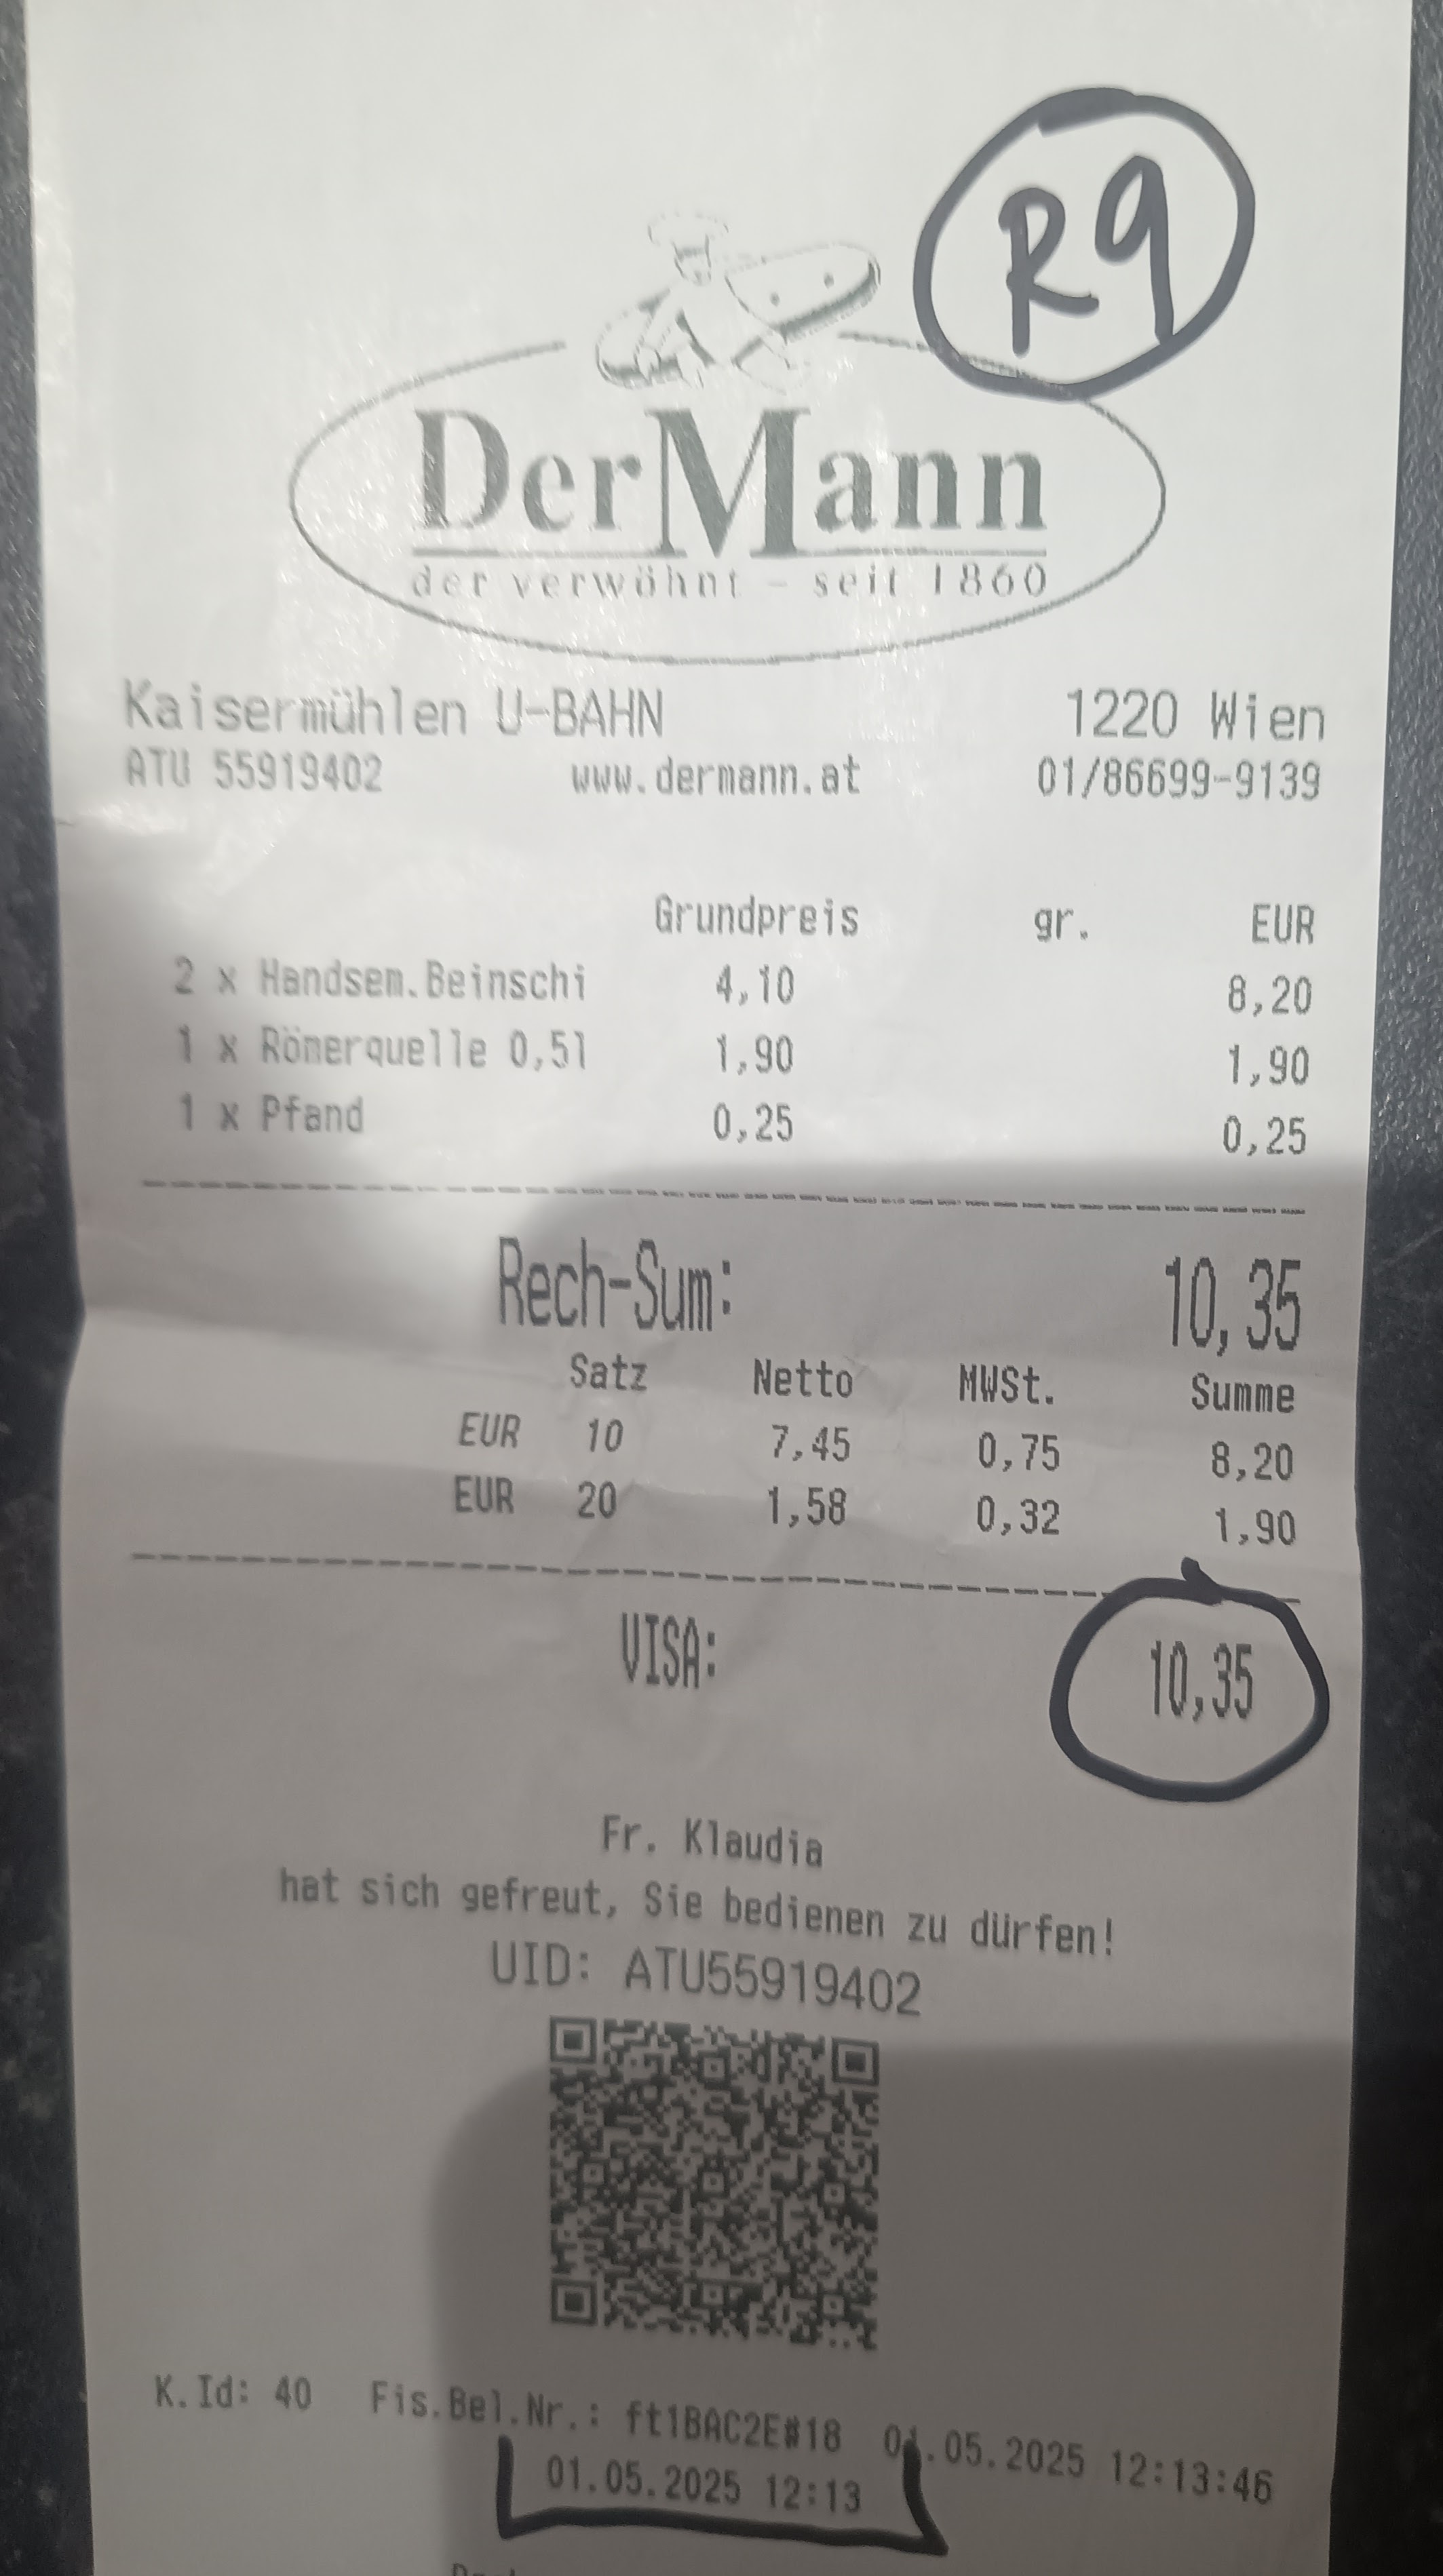 R9
DerMann
der verwöhnt - seit 1860
Kaisermühlen U-BAHN 1220 Wien
ATU 55919402 www.dermann.at 01/86699-9139
Grundpreis gr. EUR
2 x Handsem.Beinschi 4,10 8,20
1 x Römerquelle 0,5l 1,90 1,90
1 x Pfand 0,25 0,25
Rech-Sum: 10,35
Satz Netto MWSt. Summe
EUR 10 7,45 0,75 8,20
EUR 20 1,58 0,32 1,90
VISA: 10,35
Fr. Klaudia
hat sich gefreut, Sie bedienen zu dürfen!
UID: ATU55919402
K.Id: 40 Fis.Bel.Nr.: ft1BAC2E#18 01.05.2025 12:13:46
01.05.2025 12:13